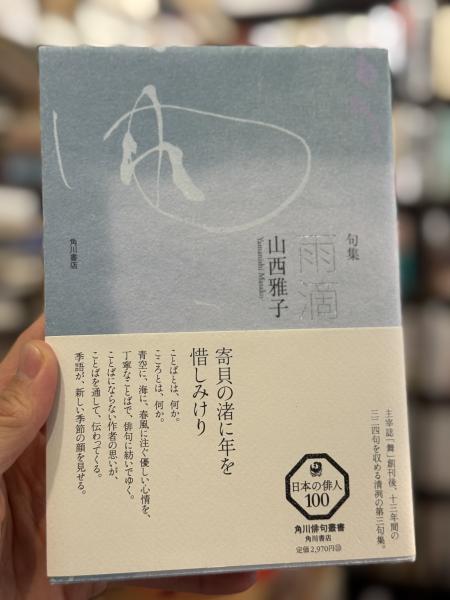 句集
雨滴
山西雅子
Yamanishi Masako
角川書店
寄貝の渚に年を
惜しみけり
ことばとは、何か。
こころとは、何か。
青空に、海に、春風に注ぐ優しい心情を、
丁寧なことばで、俳句に紡いでゆく。
ことばにならない作者の思いが、
ことばを通して、伝わってくる。
季語が、新しい季節の顔を見せる。
主宰誌「舞」創刊後、十三年間の
三三四句を収める清冽の第三句集。
日本の俳人
100
角川俳句叢書
角川書店
定価2,970円